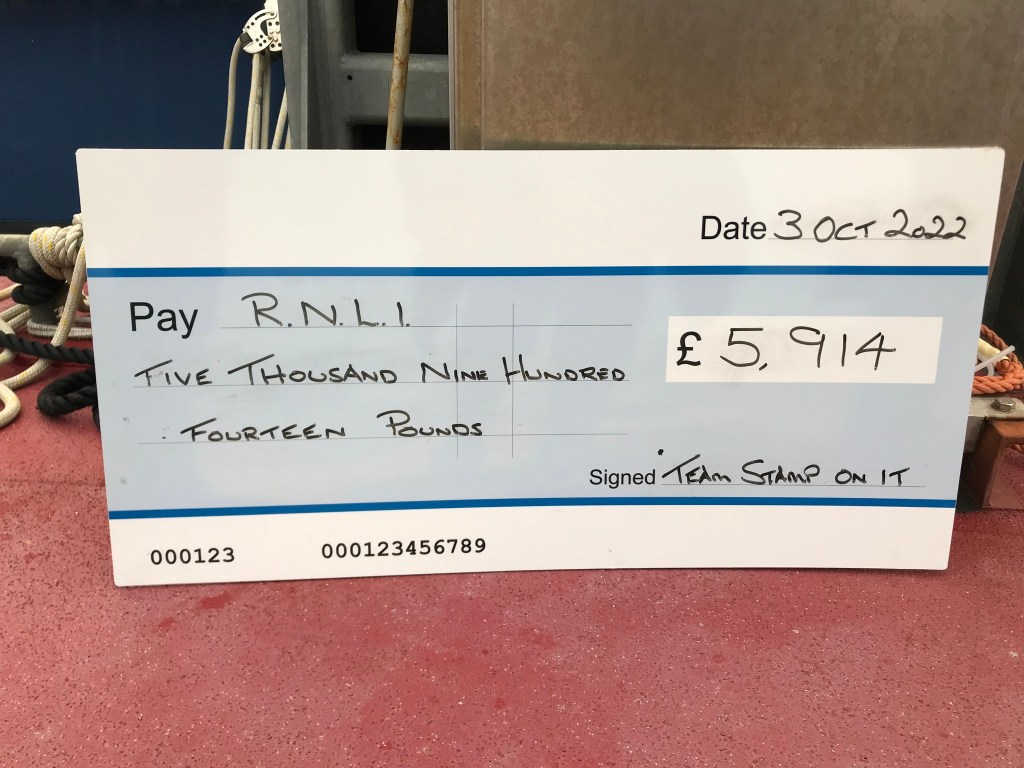 Date 3 OCT 2022
Pay R.N.L.I.
FIVE THOUSAND NINE HUNDRED
£ 5,914
FOURTEEN POUNDS
Signed TEAM STAMP ON IT
000123 000123456789